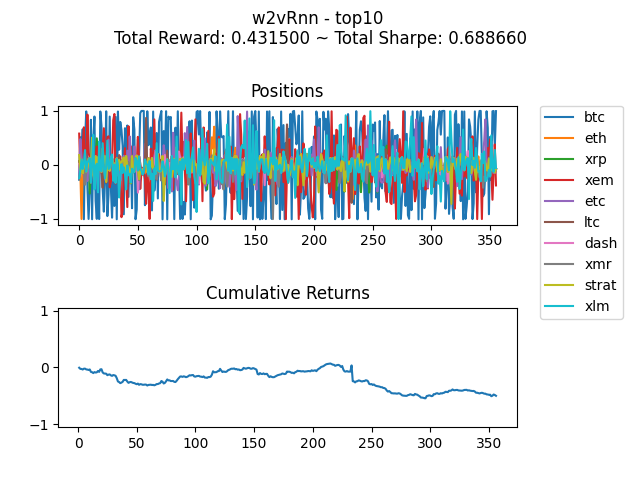 w2vRnn - top10
Total Reward: 0.431500 ~ Total Sharpe: 0.688660
Positions
1
0
−1
0 50 100 150 200 250 300 350
btc
eth
xrp
xem
etc
ltc
dash
xmr
strat
xlm
Cumulative Returns
1
0
−1
0 50 100 150 200 250 300 350